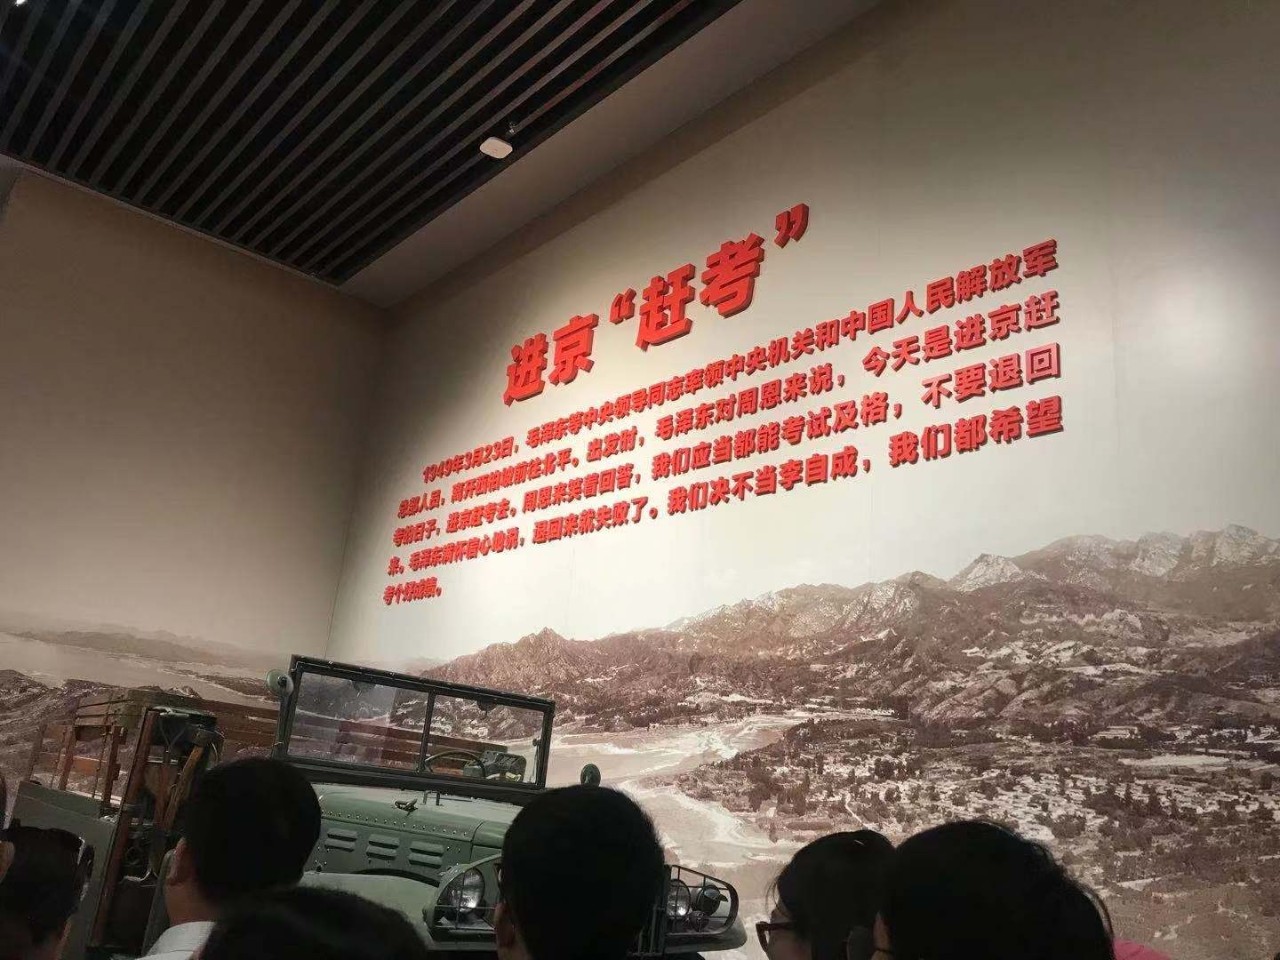 进京“赶考”
1949年3月23日，毛泽东等中央领导同志率领中央机关和中国人民解放军
总部人员，离开西柏坡前往北平。出发时，毛泽东对周恩来说，今天是进京赶
考的日子，进京赶考去。周恩来笑着回答，我们应当都能考试及格，不要退回
来。毛泽东满怀信心地说，退回来就失败了。我们决不当李自成，我们都希望
考个好成绩。